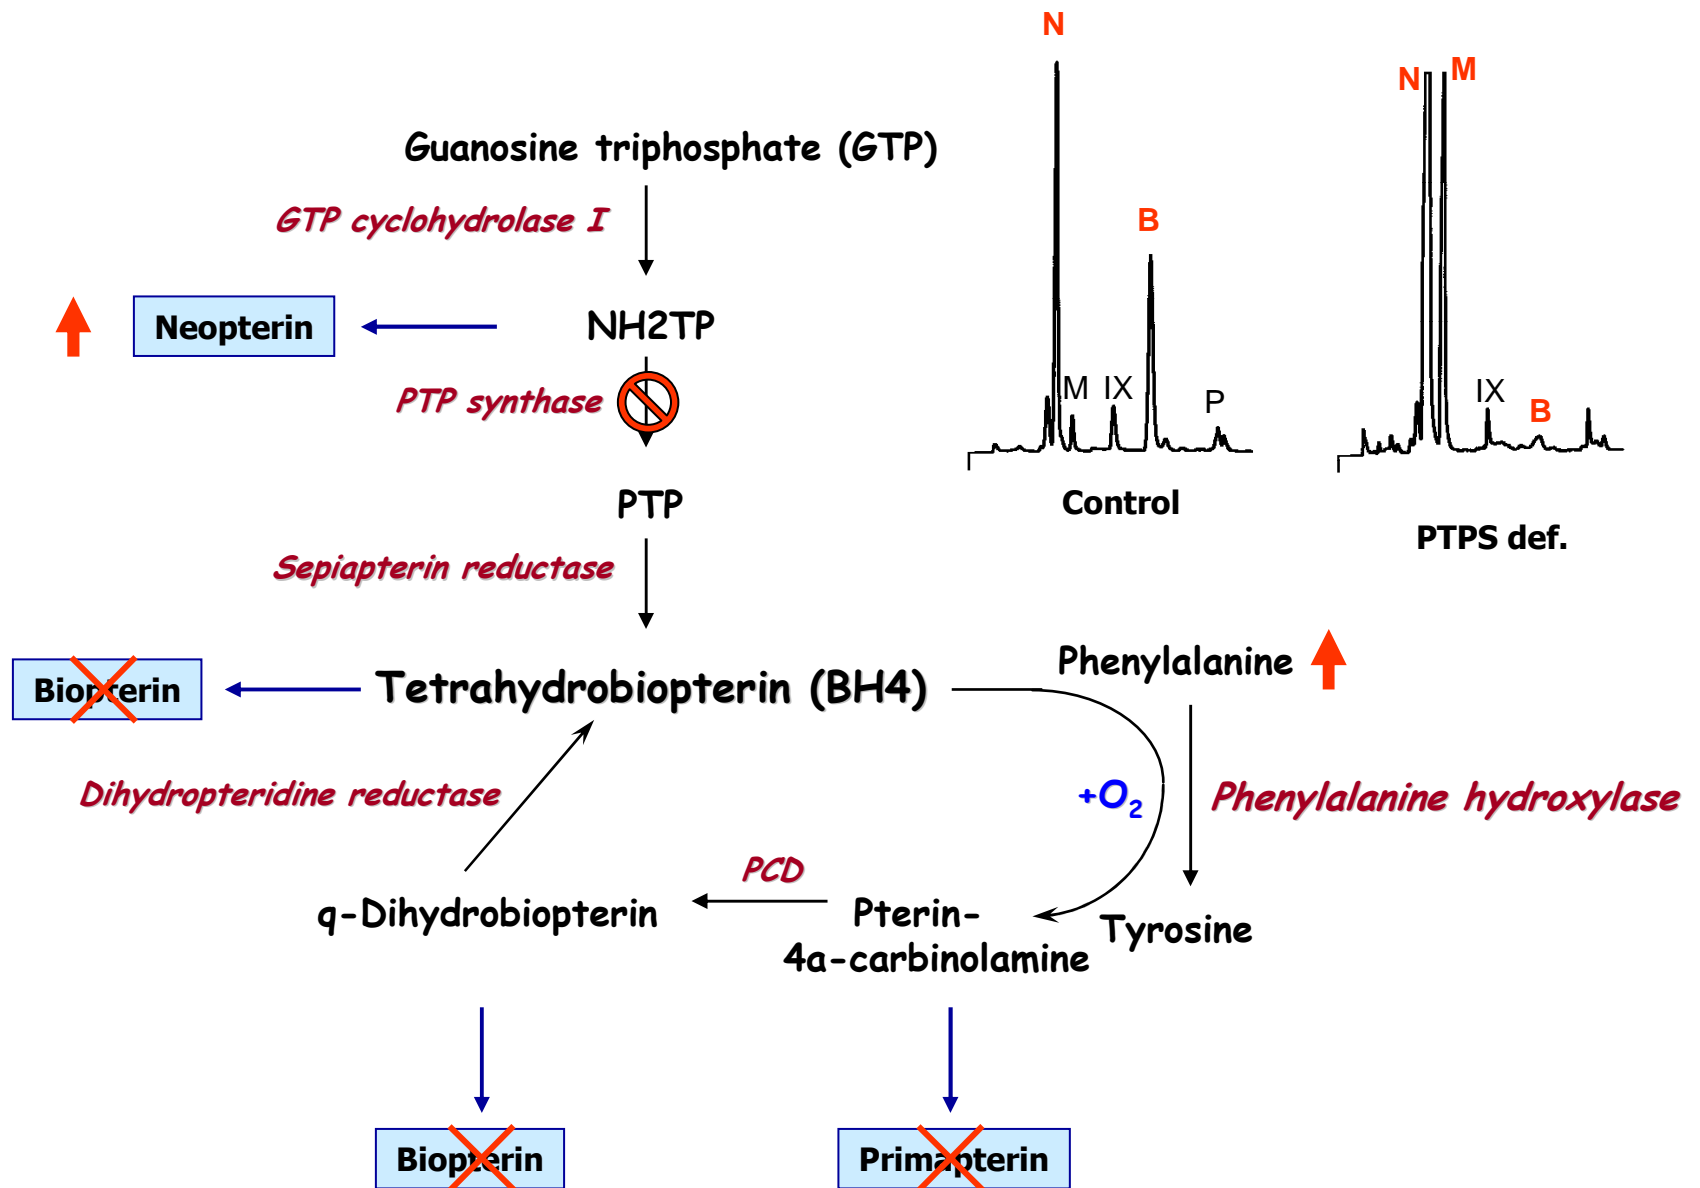 N
N
M
Guanosine triphosphate (GTP)
GTP cyclohydrolase I
B
Neopterin
NH2TP
PTP synthase
M
IX
P
IX
B
Control
PTPS def.
PTP
Sepiapterin reductase
Biopterin
Tetrahydrobiopterin (BH4)
Phenylalanine
Dihydropteridine reductase
+O2
Phenylalanine hydroxylase
PCD
q-Dihydrobiopterin
Pterin-
4a-carbinolamine
Tyrosine
Biopterin
Primapterin